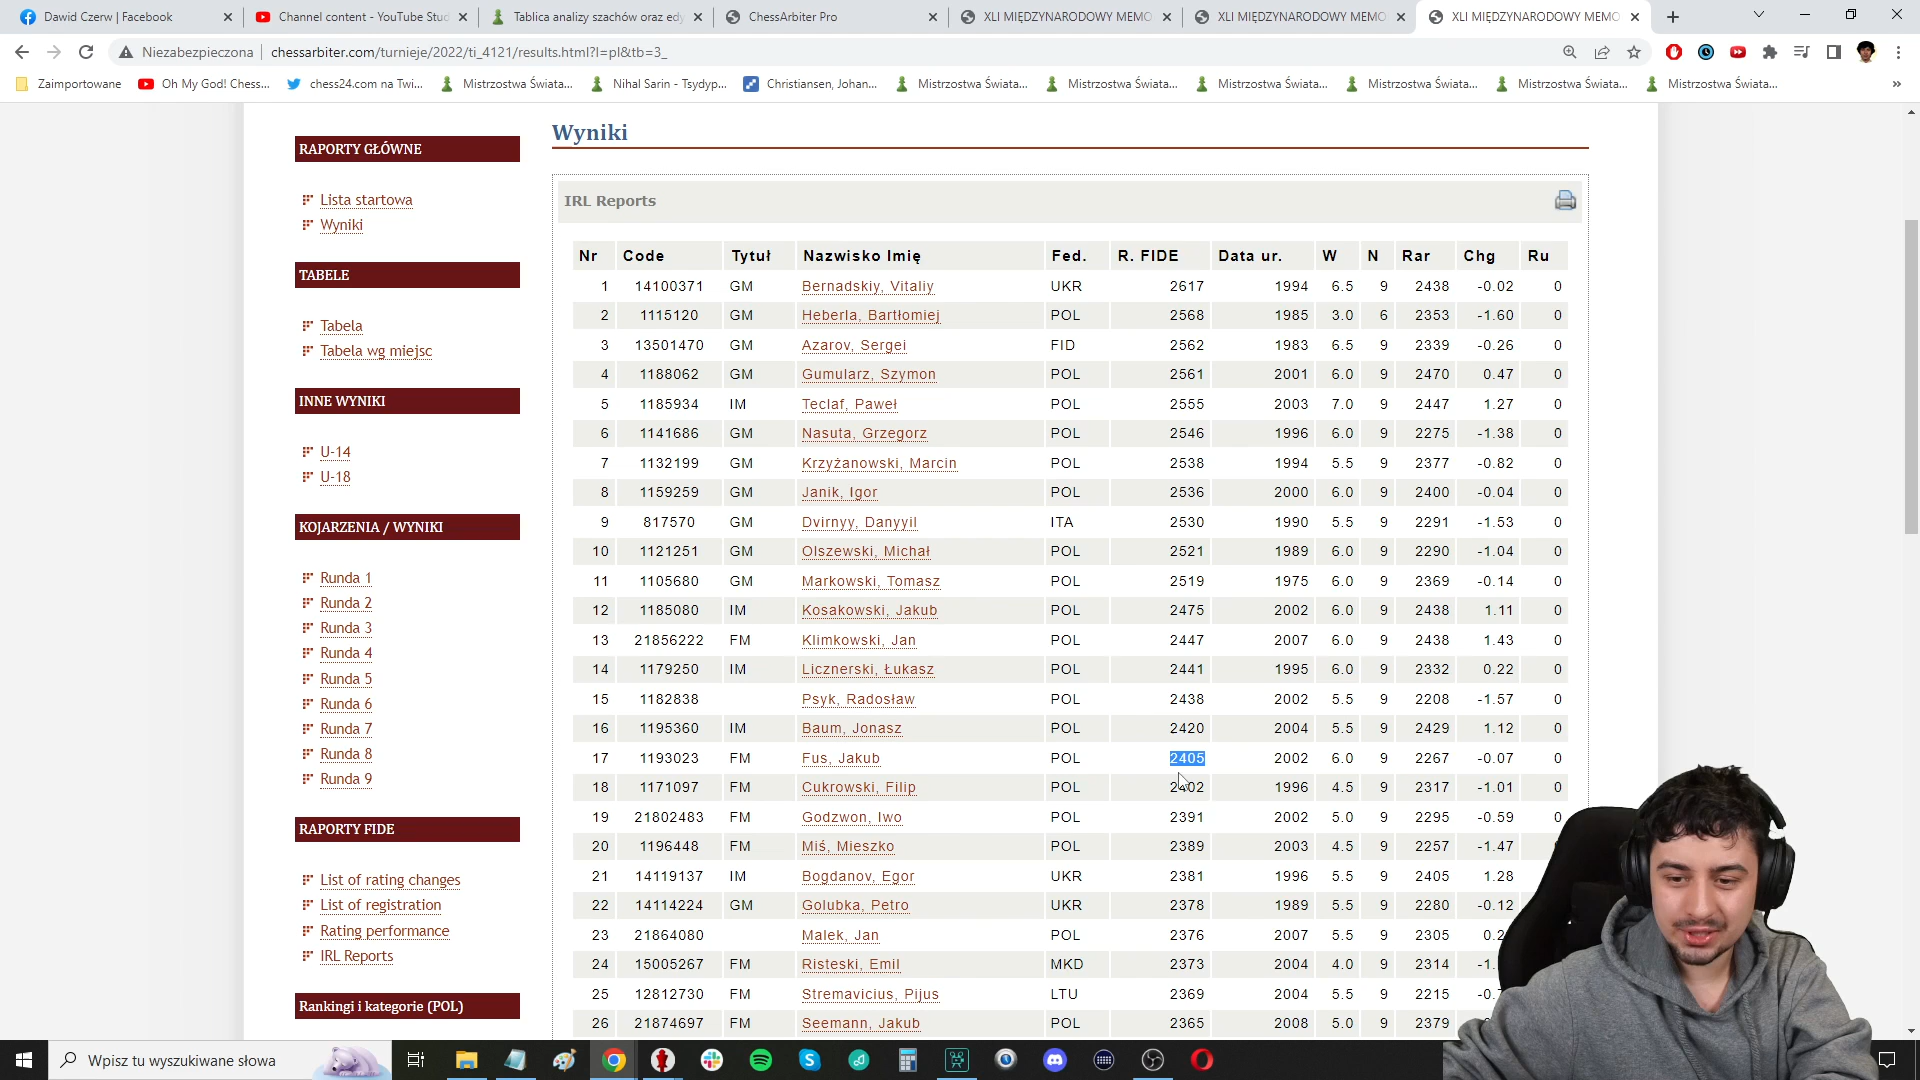 Dawid Czerw | Facebook
Channel content - YouTube Stud
Tablica analizy szachów oraz edy
ChessArbiter Pro
XLI MIĘDZYNARODOWY MEMO
XLI MIĘDZYNARODOWY MEMO
XLI MIĘDZYNARODOWY MEMO
Niezabezpieczona | chessarbiter.com/turnieje/2022/ti_4121/results.html?l=pl&tb=3_
Zaimportowane
Oh My God! Chess...
chess24.com na Twi...
Mistrzostwa Świata...
Nihal Sarin - Tsydyp...
Christiansen, Johan...
Mistrzostwa Świata...
Mistrzostwa Świata...
Mistrzostwa Świata...
Mistrzostwa Świata...
Mistrzostwa Świata...
Mistrzostwa Świata...
»
RAPORTY GŁÓWNE
Lista startowa
Wyniki
TABELE
Tabela
Tabela wg miejsc
INNE WYNIKI
U-14
U-18
KOJARZENIA / WYNIKI
Runda 1
Runda 2
Runda 3
Runda 4
Runda 5
Runda 6
Runda 7
Runda 8
Runda 9
RAPORTY FIDE
List of rating changes
List of registration
Rating performance
IRL Reports
Rankingi i kategorie (POL)
Wyniki
IRL Reports
Nr Code Tytuł Nazwisko Imię Fed. R. FIDE Data ur. W N Rar Chg Ru
1 14100371 GM Bernadskiy, Vitaliy UKR 2617 1994 6.5 9 2438 -0.02 0
2 1115120 GM Heberla, Bartłomiej POL 2568 1985 3.0 6 2353 -1.60 0
3 13501470 GM Azarov, Sergei FID 2562 1983 6.5 9 2339 -0.26 0
4 1188062 GM Gumularz, Szymon POL 2561 2001 6.0 9 2470 0.47 0
5 1185934 IM Teclaf, Paweł POL 2555 2003 7.0 9 2447 1.27 0
6 1141686 GM Nasuta, Grzegorz POL 2546 1996 6.0 9 2275 -1.38 0
7 1132199 GM Krzyżanowski, Marcin POL 2538 1994 5.5 9 2377 -0.82 0
8 1159259 GM Janik, Igor POL 2536 2000 6.0 9 2400 -0.04 0
9 817570 GM Dvirnyy, Danyyil ITA 2530 1990 5.5 9 2291 -1.53 0
10 1121251 GM Olszewski, Michał POL 2521 1989 6.0 9 2290 -1.04 0
11 1105680 GM Markowski, Tomasz POL 2519 1975 6.0 9 2369 -0.14 0
12 1185080 IM Kosakowski, Jakub POL 2475 2002 6.0 9 2438 1.11 0
13 21856222 FM Klimkowski, Jan POL 2447 2007 6.0 9 2438 1.43 0
14 1179250 IM Licznerski, Łukasz POL 2441 1995 6.0 9 2332 0.22 0
15 1182838 Psyk, Radosław POL 2438 2002 5.5 9 2208 -1.57 0
16 1195360 IM Baum, Jonasz POL 2420 2004 5.5 9 2429 1.12 0
17 1193023 FM Fus, Jakub POL 2405 2002 6.0 9 2267 -0.07 0
18 1171097 FM Cukrowski, Filip POL 2402 1996 4.5 9 2317 -1.01 0
19 21802483 FM Godzwon, Iwo POL 2391 2002 5.0 9 2295 -0.59 0
20 1196448 FM Miś, Mieszko POL 2389 2003 4.5 9 2257 -1.47
21 14119137 IM Bogdanov, Egor UKR 2381 1996 5.5 9 2405 1.28
22 14114224 GM Golubka, Petro UKR 2378 1989 5.5 9 2280 -0.12
23 21864080 Malek, Jan POL 2376 2007 5.5 9 2305
24 15005267 FM Risteski, Emil MKD 2373 2004 4.0 9 2314
25 12812730 FM Stremavicius, Pijus LTU 2369 2004 5.5 9 2215
26 21874697 FM Seemann, Jakub POL 2365 2008 5.0 9 2379
Wpisz tu wyszukiwane słowa